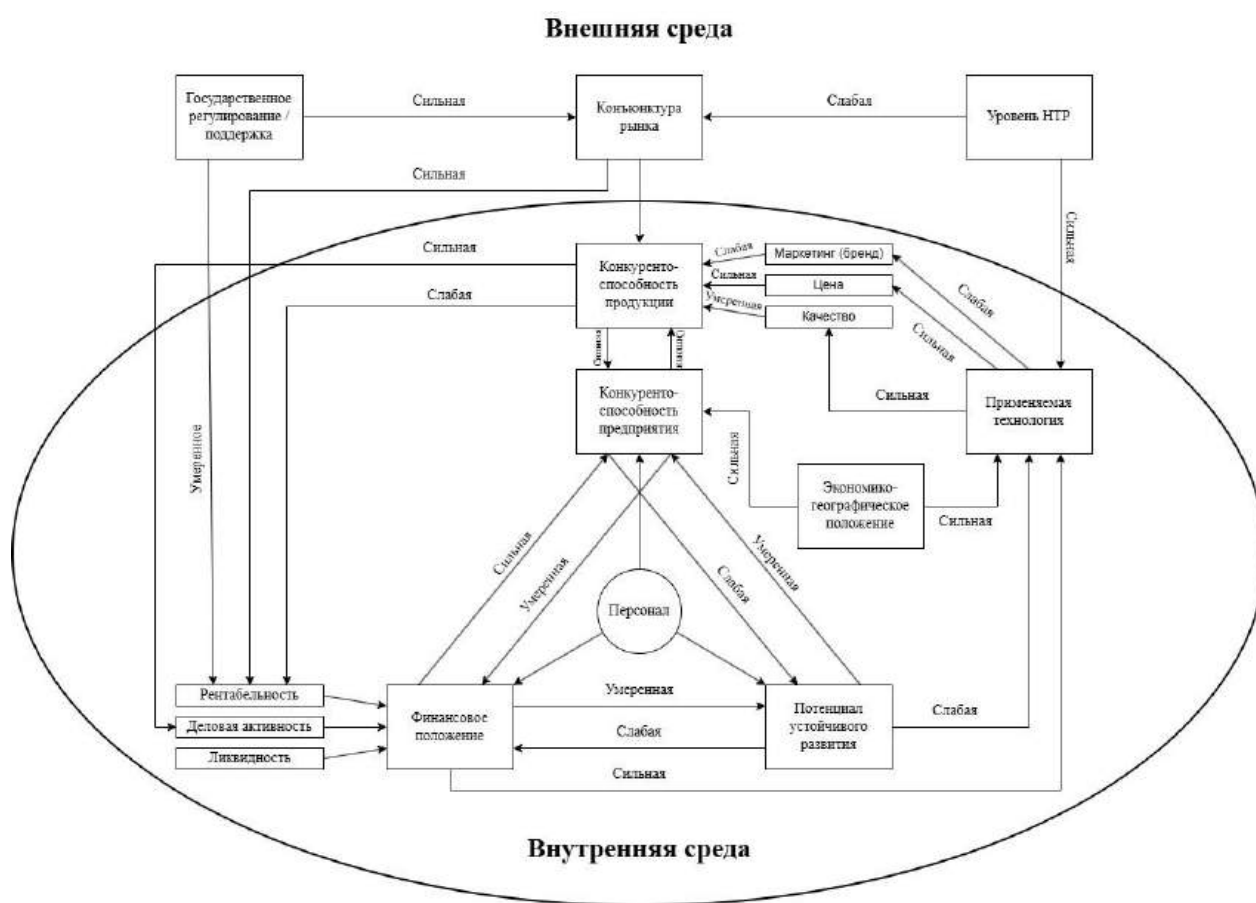 Внешняя среда
Государственное
регулирование /
поддержка
Сильная
Конъюнктура
рынка
Слабая
Уровень НТР
Сильная
Сильная
Сильная
Конкуренто-
способность
продукции
Слабая
Маркетинг (бренд)
Сильная
Цена
Умеренная
Качество
Слабая
Слабая
Сильная
Сильная
Сильная
Сильная
Конкуренто-
способность
предприятия
Применяемая
технология
Умеренное
Сильная
Экономико-
географическое
положение
Сильная
Сильная
Умеренная
Слабая
Умеренная
Персонал
Рентабельность
Деловая активность
Ликвидность
Финансовое
положение
Умеренная
Слабая
Сильная
Потенциал
устойчивого
развития
Слабая
Внутренняя среда